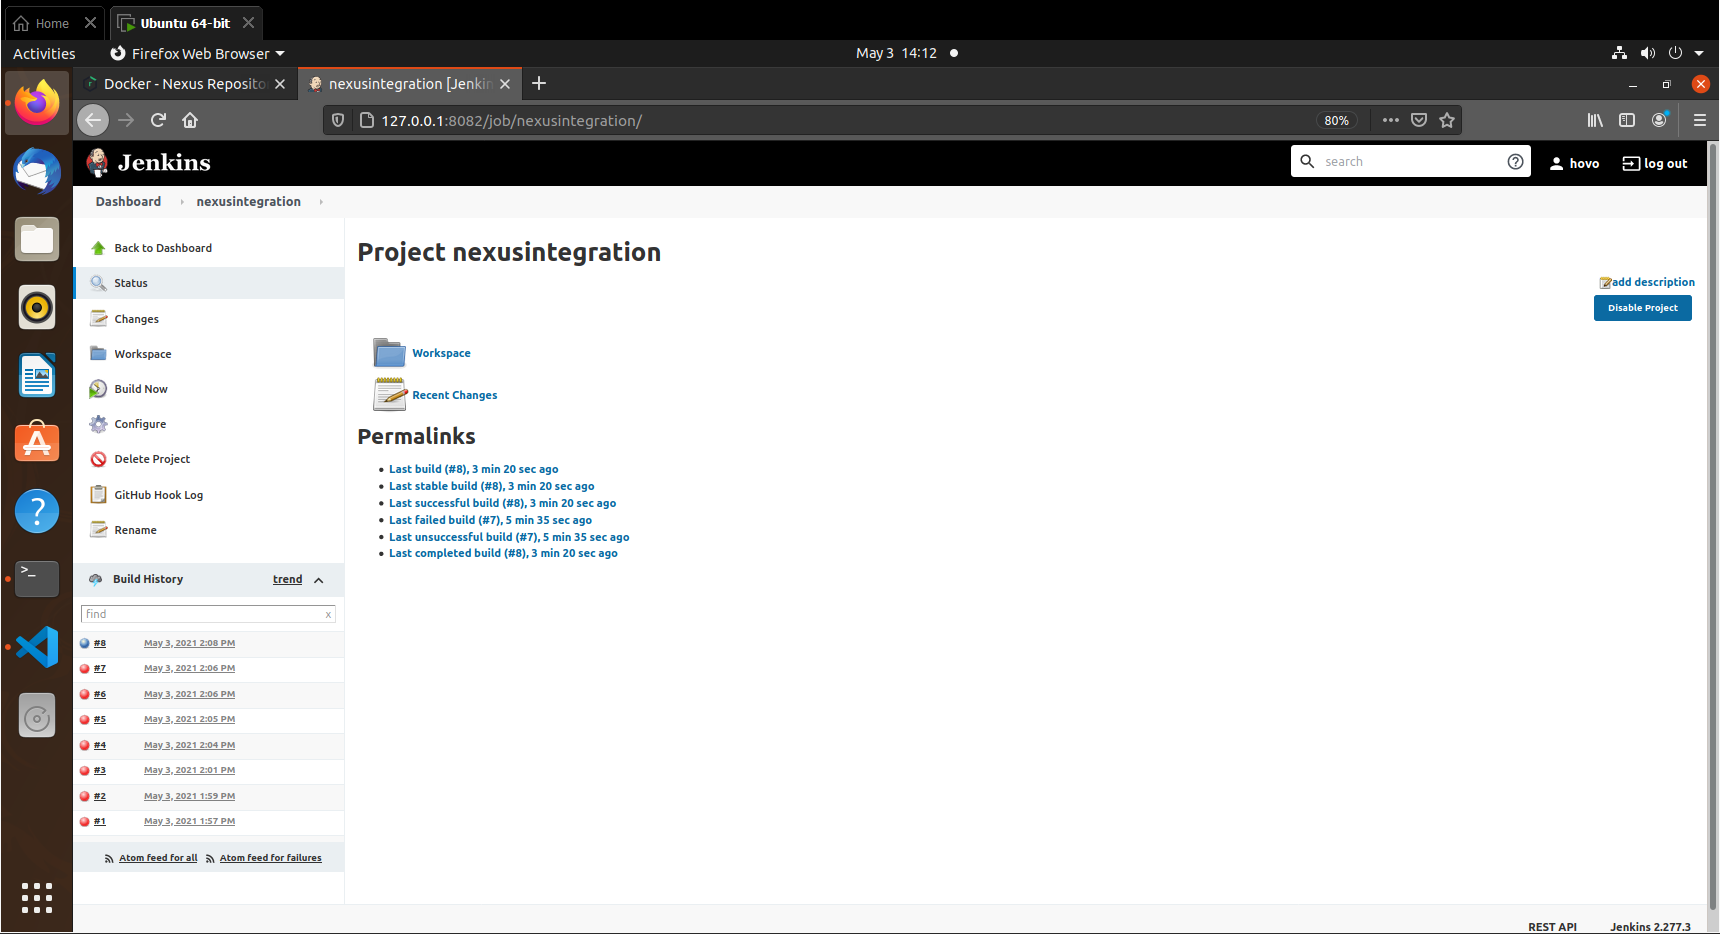 Home
Ubuntu 64-bit
Activities
Firefox Web Browser
May 3 14:12
Docker - Nexus Reposito
nexusintegration [Jenkin
127.0.0.1:8082/job/nexusintegration/
80%
Jenkins
search
hovo
log out
Dashboard
nexusintegration
Back to Dashboard
Status
Changes
Workspace
Build Now
Configure
Delete Project
GitHub Hook Log
Rename
Project nexusintegration
add description
Disable Project
Workspace
Recent Changes
Permalinks
Last build (#8), 3 min 20 sec ago
Last stable build (#8), 3 min 20 sec ago
Last successful build (#8), 3 min 20 sec ago
Last failed build (#7), 5 min 35 sec ago
Last unsuccessful build (#7), 5 min 35 sec ago
Last completed build (#8), 3 min 20 sec ago
Build History
trend
find
x
#8 May 3, 2021 2:08 PM
#7 May 3, 2021 2:06 PM
#6 May 3, 2021 2:06 PM
#5 May 3, 2021 2:05 PM
#4 May 3, 2021 2:04 PM
#3 May 3, 2021 2:01 PM
#2 May 3, 2021 1:59 PM
#1 May 3, 2021 1:57 PM
Atom feed for all
Atom feed for failures
REST API
Jenkins 2.277.3